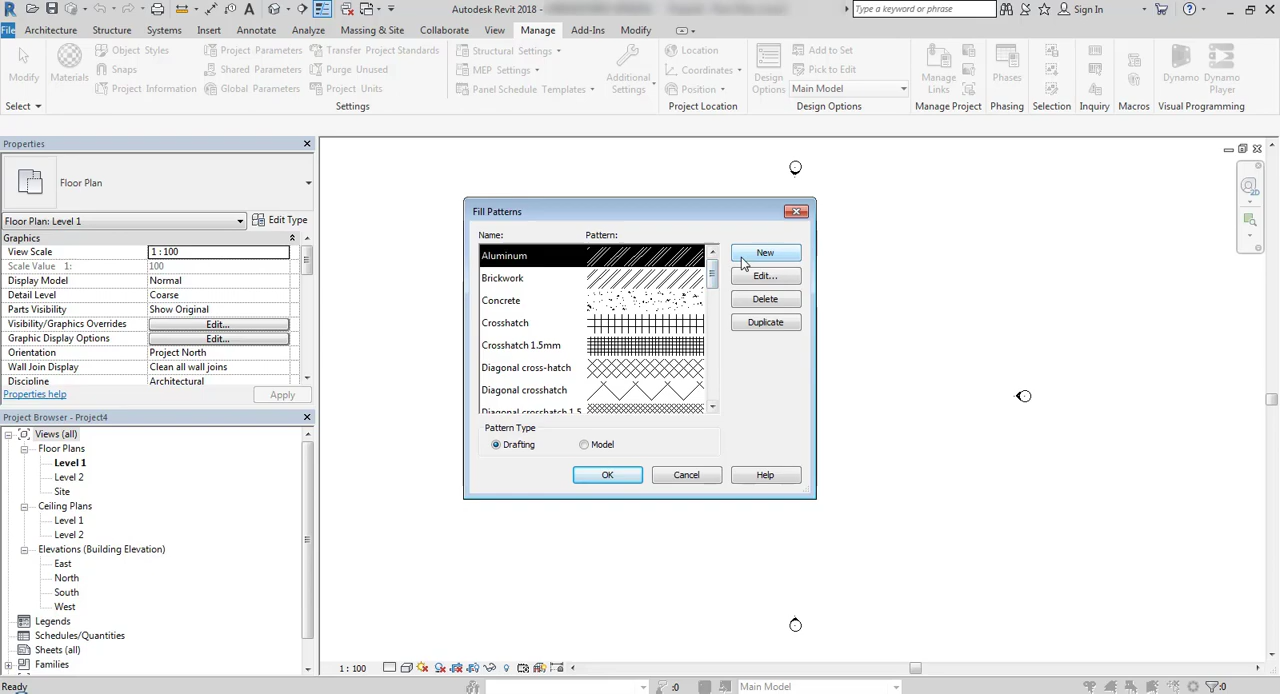 Autodesk Revit 2018 -
Type a keyword or phrase
Sign In
File Architecture Structure Systems Insert Annotate Analyze Massing & Site Collaborate View Manage Add-Ins Modify
Modify
Select
Materials
Object Styles
Snaps
Project Information
Project Parameters
Shared Parameters
Global Parameters
Transfer Project Standards
Purge Unused
Project Units
Settings
Structural Settings
MEP Settings
Panel Schedule Templates
Additional Settings
Location
Coordinates
Position
Project Location
Design Options
Add to Set
Pick to Edit
Main Model
Design Options
Manage Links
Manage Project
Phases
Phasing
Selection
Inquiry
Macros
Dynamo
Dynamo Player
Visual Programming
Properties
Floor Plan
Floor Plan: Level 1
Edit Type
Graphics
View Scale 1 : 100
Scale Value 1: 100
Display Model Normal
Detail Level Coarse
Parts Visibility Show Original
Visibility/Graphics Overrides Edit...
Graphic Display Options Edit...
Orientation Project North
Wall Join Display Clean all wall joins
Discipline Architectural
Properties help
Apply
Project Browser - Project4
Views (all)
Floor Plans
Level 1
Level 2
Site
Ceiling Plans
Level 1
Level 2
Elevations (Building Elevation)
East
North
South
West
Legends
Schedules/Quantities
Sheets (all)
Families
Fill Patterns
Name: Pattern:
Aluminum
Brickwork
Concrete
Crosshatch
Crosshatch 1.5mm
Diagonal cross-hatch
Diagonal crosshatch
Diagonal crosshatch 1.5
New
Edit...
Delete
Duplicate
Pattern Type
Drafting Model
OK Cancel Help
2D
1 : 100
Ready
:0
Main Model
:0